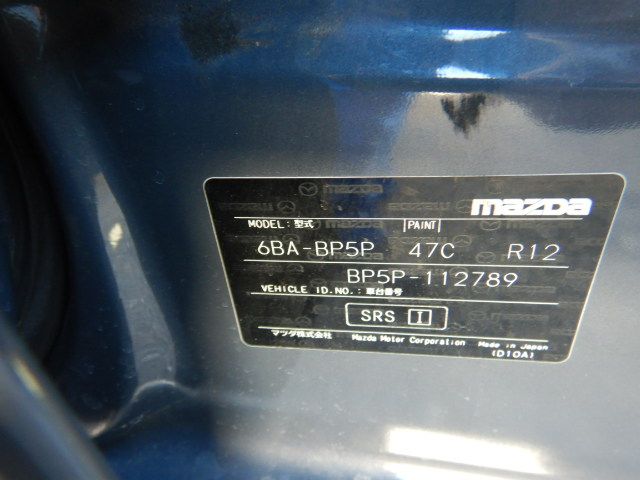 mazda
MODEL: 型式 PAINT
6BA-BP5P 47C R12
BP5P-112789
VEHICLE ID.NO.: 車台番号
SRS I
マツダ株式会社 Mazda Motor Corporation Made in Japan
(D10A)